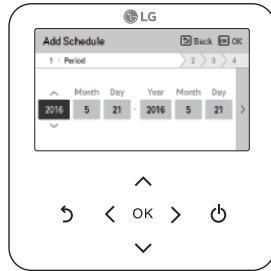 LG
Add Schedule Back OK
1 Period 2 3 4
Month Day Year Month Day
2016 5 21 - 2016 5 21
OK